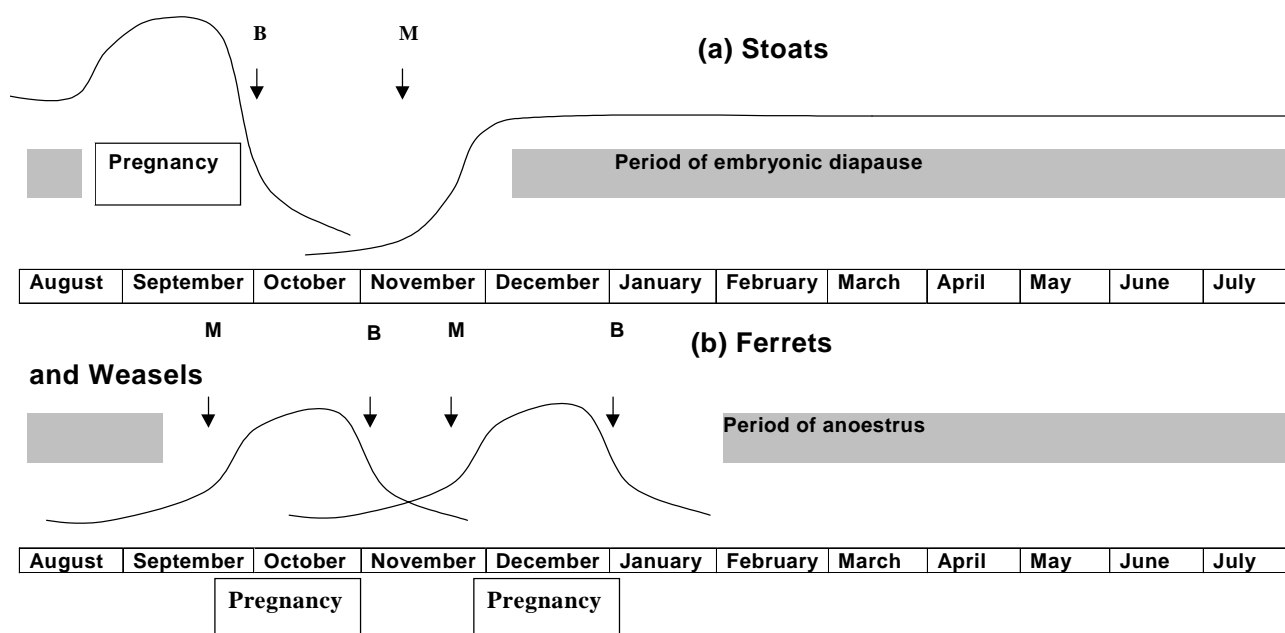 B M
(a) Stoats
Pregnancy Period of embryonic diapause
August September October November December January February March April May June July
M B M B
(b) Ferrets
and Weasels
Period of anoestrus
August September October November December January February March April May June July
Pregnancy Pregnancy